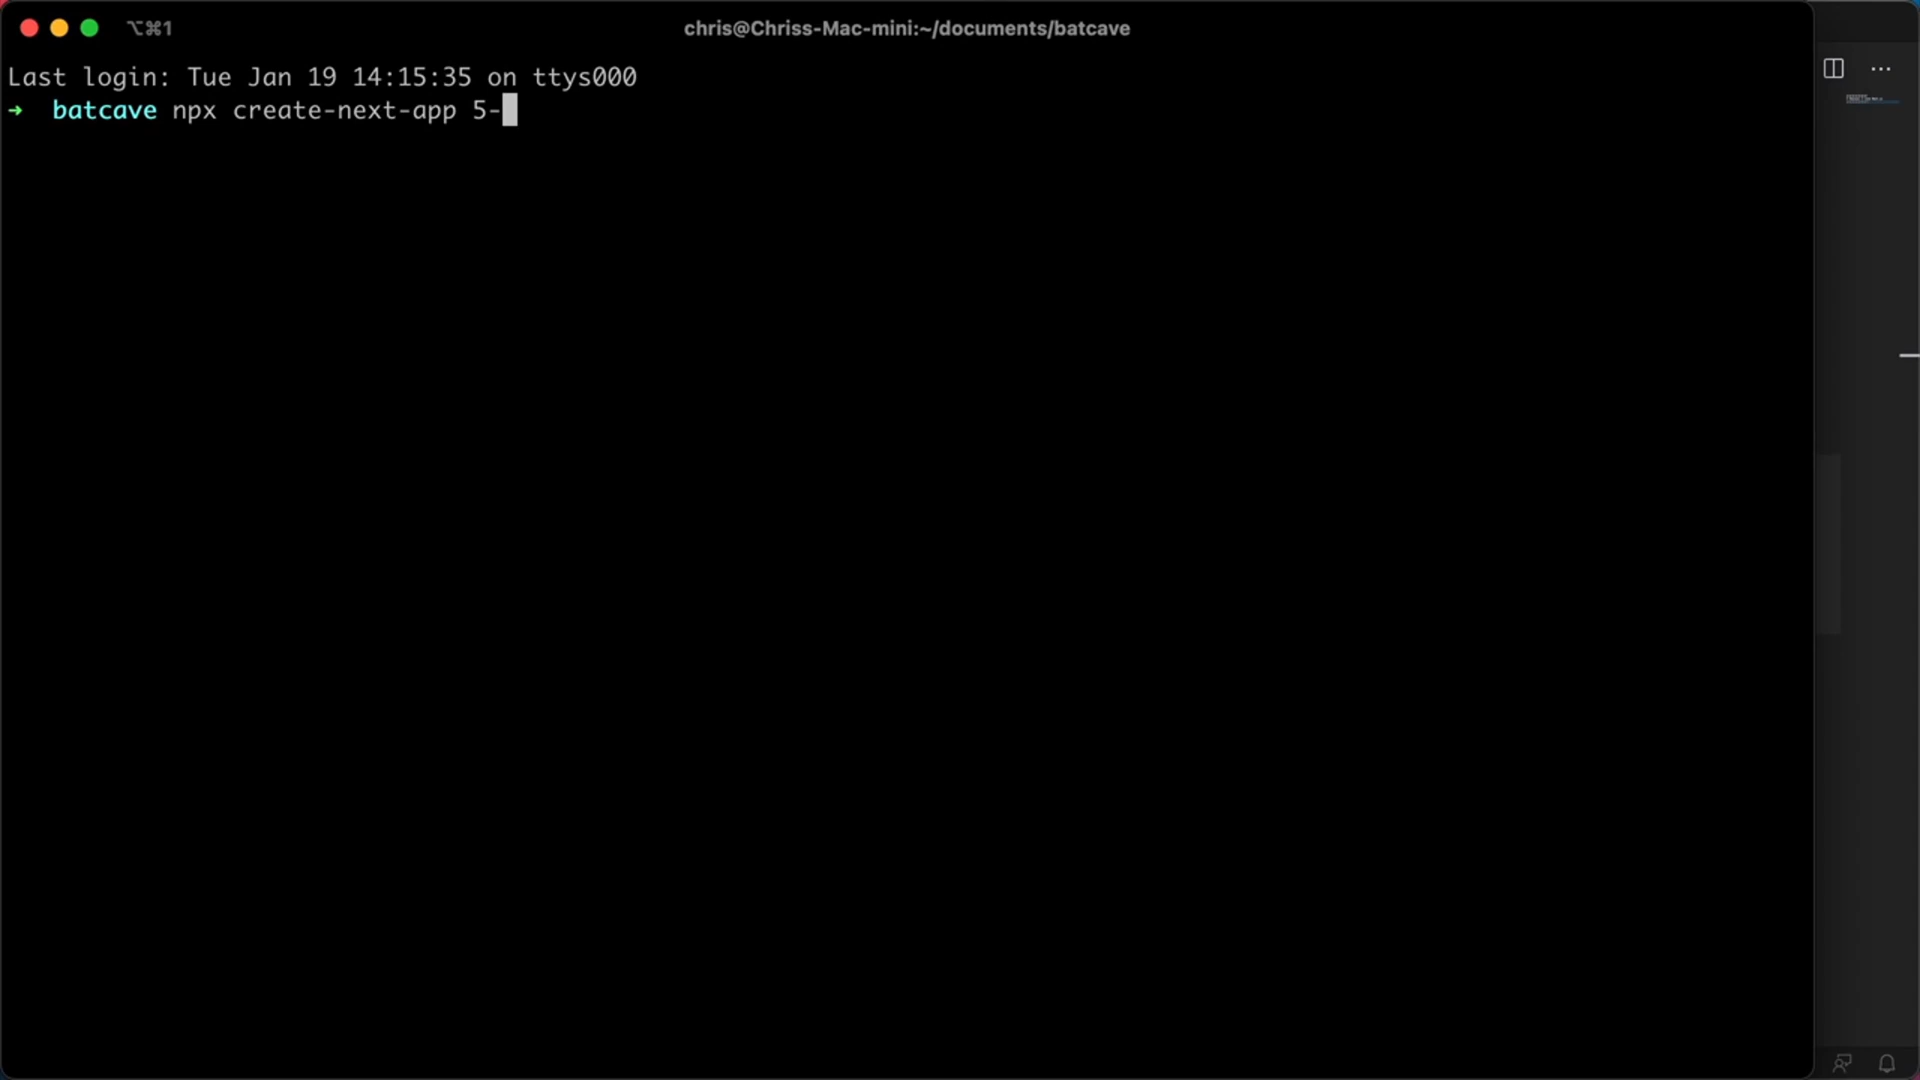 ⌥⌘1
chris@Chriss-Mac-mini:~/documents/batcave
Last login: Tue Jan 19 14:15:35 on ttys000
➜ batcave npx create-next-app 5-